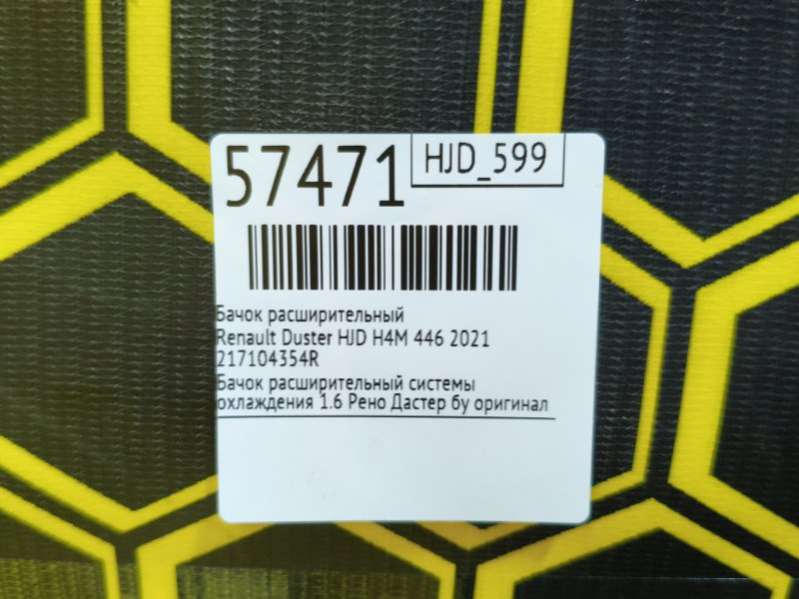 57471
HJD_599
Бачок расширительный
Renault Duster HJD H4M 446 2021
217104354R
Бачок расширительный системы
охлаждения 1.6 Рено Дастер бу оригинал